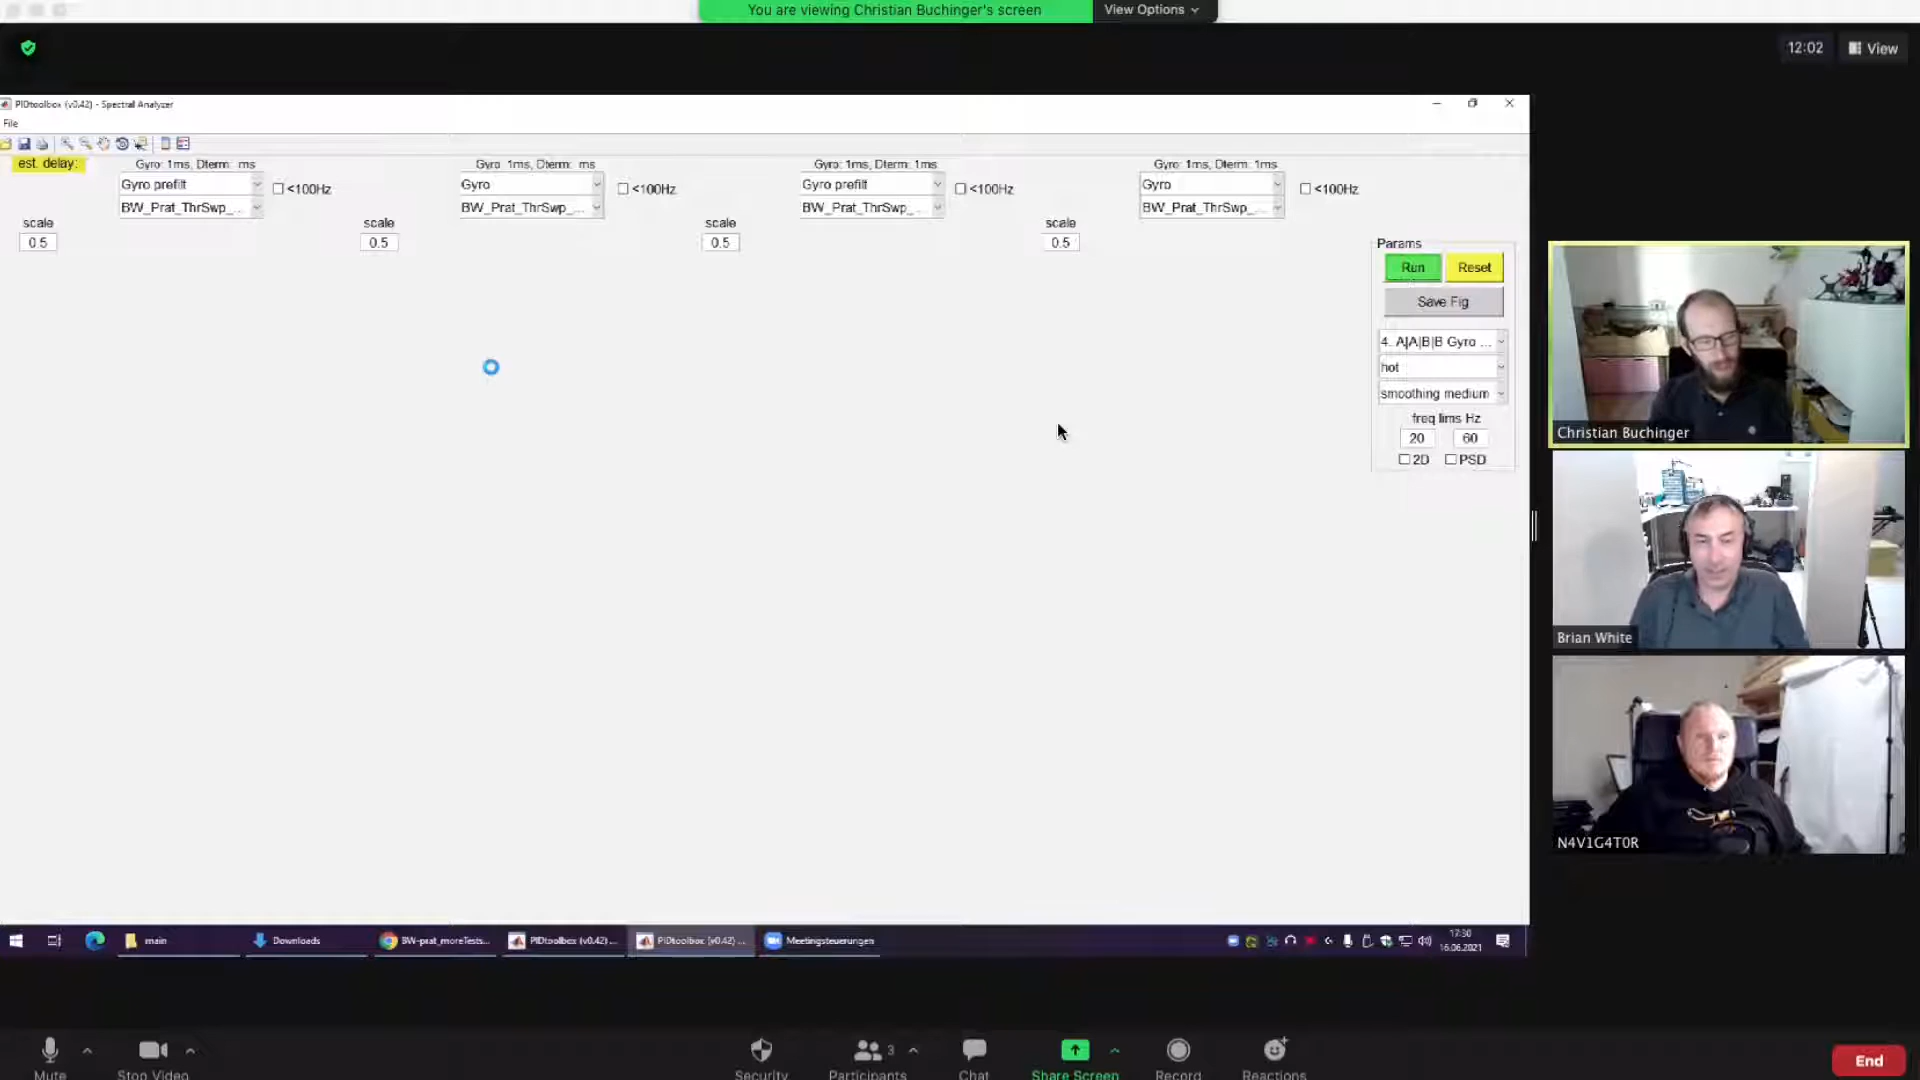 You are viewing Christian Buchinger's screen
View Options
12:02
View
PIDtoolbox (v0.42) - Spectral Analyzer
File
est. delay:
Gyro: 1ms, Dterm: ms
Gyro: 1ms, Dterm: ms
Gyro: 1ms, Dterm: 1ms
Gyro: 1ms, Dterm: 1ms
Gyro prefilt
<100Hz
Gyro
<100Hz
Gyro prefilt
<100Hz
Gyro
<100Hz
BW_Prat_ThrSwp_...
BW_Prat_ThrSwp_...
BW_Prat_ThrSwp_...
BW_Prat_ThrSwp_...
scale
scale
scale
scale
0.5
0.5
0.5
0.5
Params
Run
Reset
Save Fig
4. A|A|B|B Gyro ...
hot
smoothing medium
freq lims Hz
20
60
2D
PSD
Christian Buchinger
Brian White
N4V1G4T0R
main
Downloads
BW-prat_moreTests...
PIDtoolbox (v0.42)...
PIDtoolbox (v0.42)...
Meetingsteuerungen
17:30
16.06.2021
Mute
Stop Video
Security
Participants
3
Chat
Share Screen
Record
Reactions
End